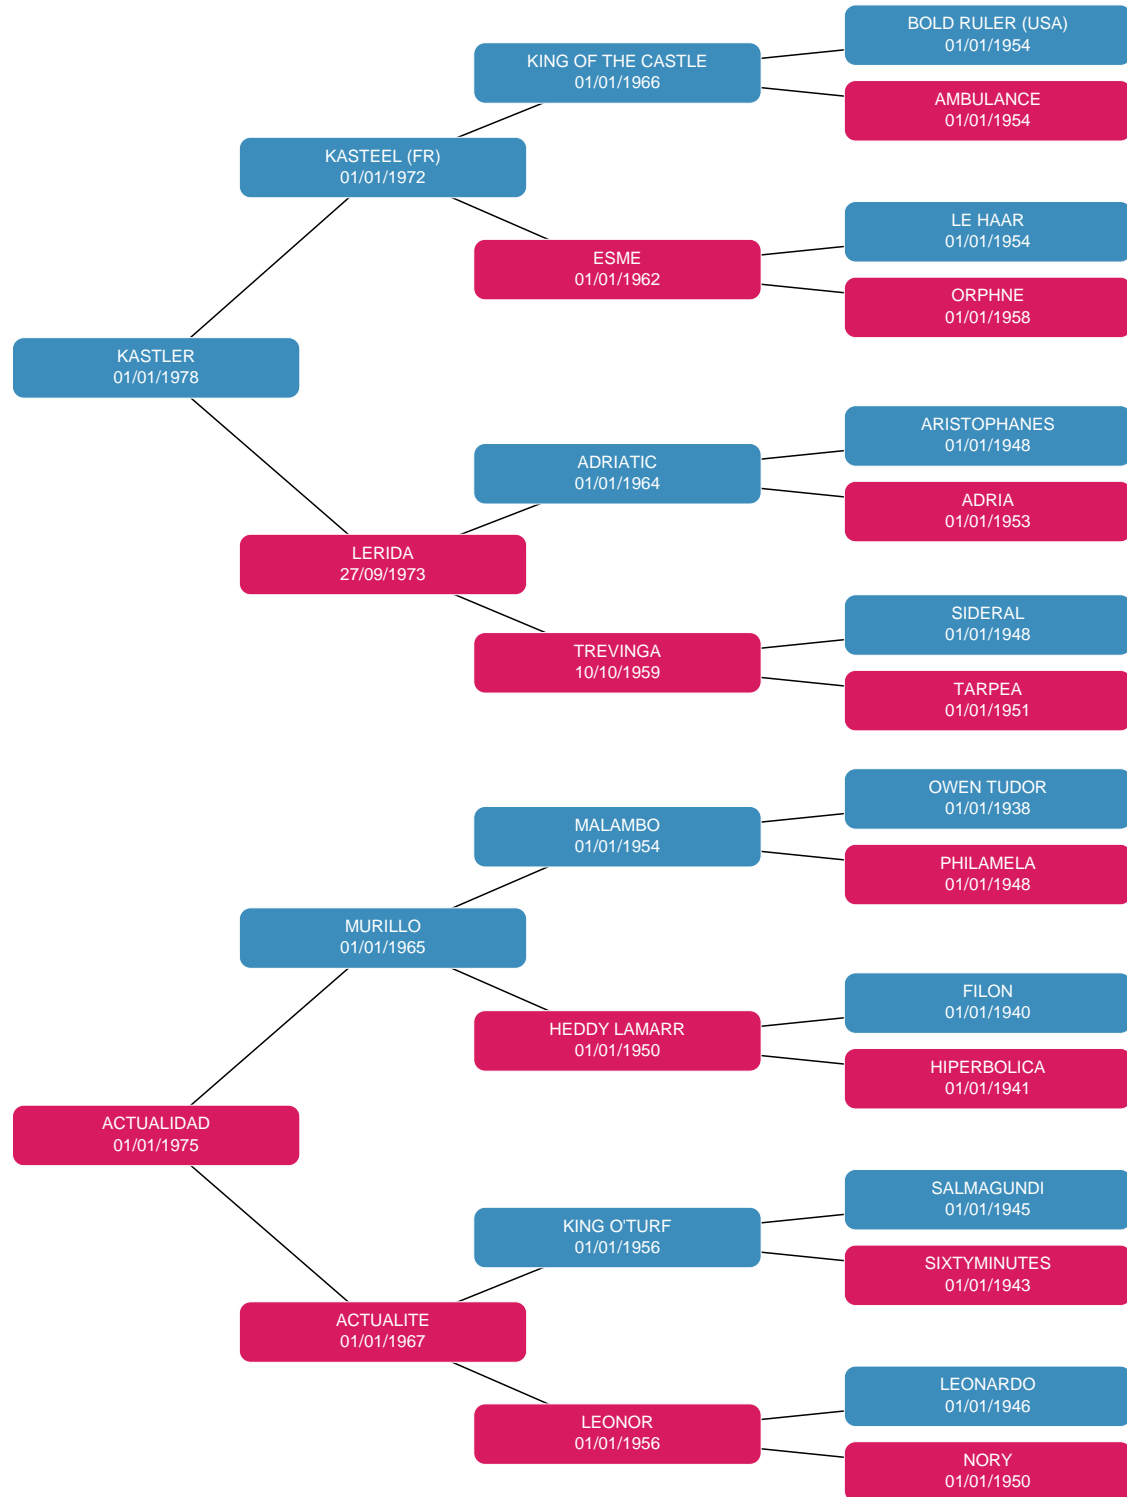 BOLD RULER (USA)
01/01/1954
KING OF THE CASTLE
01/01/1966
AMBULANCE
01/01/1954
KASTEEL (FR)
01/01/1972
LE HAAR
01/01/1954
ESME
01/01/1962
ORPHNE
01/01/1958
KASTLER
01/01/1978
ARISTOPHANES
01/01/1948
ADRIATIC
01/01/1964
ADRIA
01/01/1953
LERIDA
27/09/1973
SIDERAL
01/01/1948
TREVINGA
10/10/1959
TARPEA
01/01/1951
OWEN TUDOR
01/01/1938
MALAMBO
01/01/1954
PHILAMELA
01/01/1948
MURILLO
01/01/1965
FILON
01/01/1940
HEDDY LAMARR
01/01/1950
HIPERBOLICA
01/01/1941
ACTUALIDAD
01/01/1975
SALMAGUNDI
01/01/1945
KING O'TURF
01/01/1956
SIXTYMINUTES
01/01/1943
ACTUALITE
01/01/1967
LEONARDO
01/01/1946
LEONOR
01/01/1956
NORY
01/01/1950